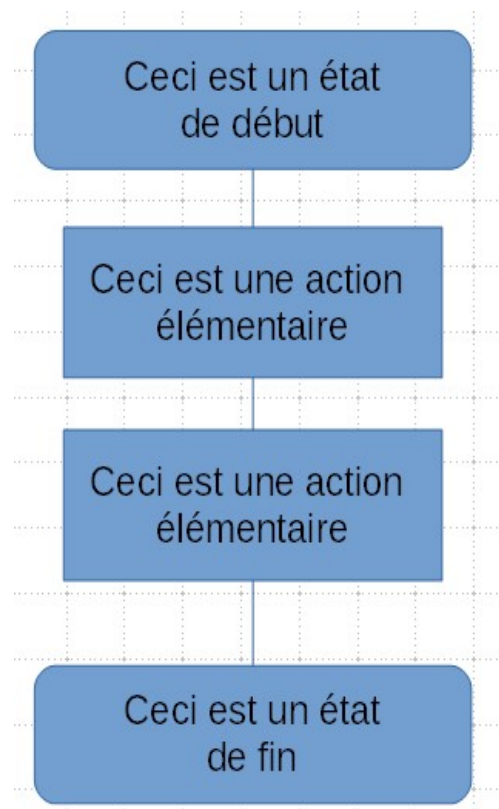 Ceci est un état
de début
Ceci est une action
élémentaire
Ceci est une action
élémentaire
Ceci est un état
de fin